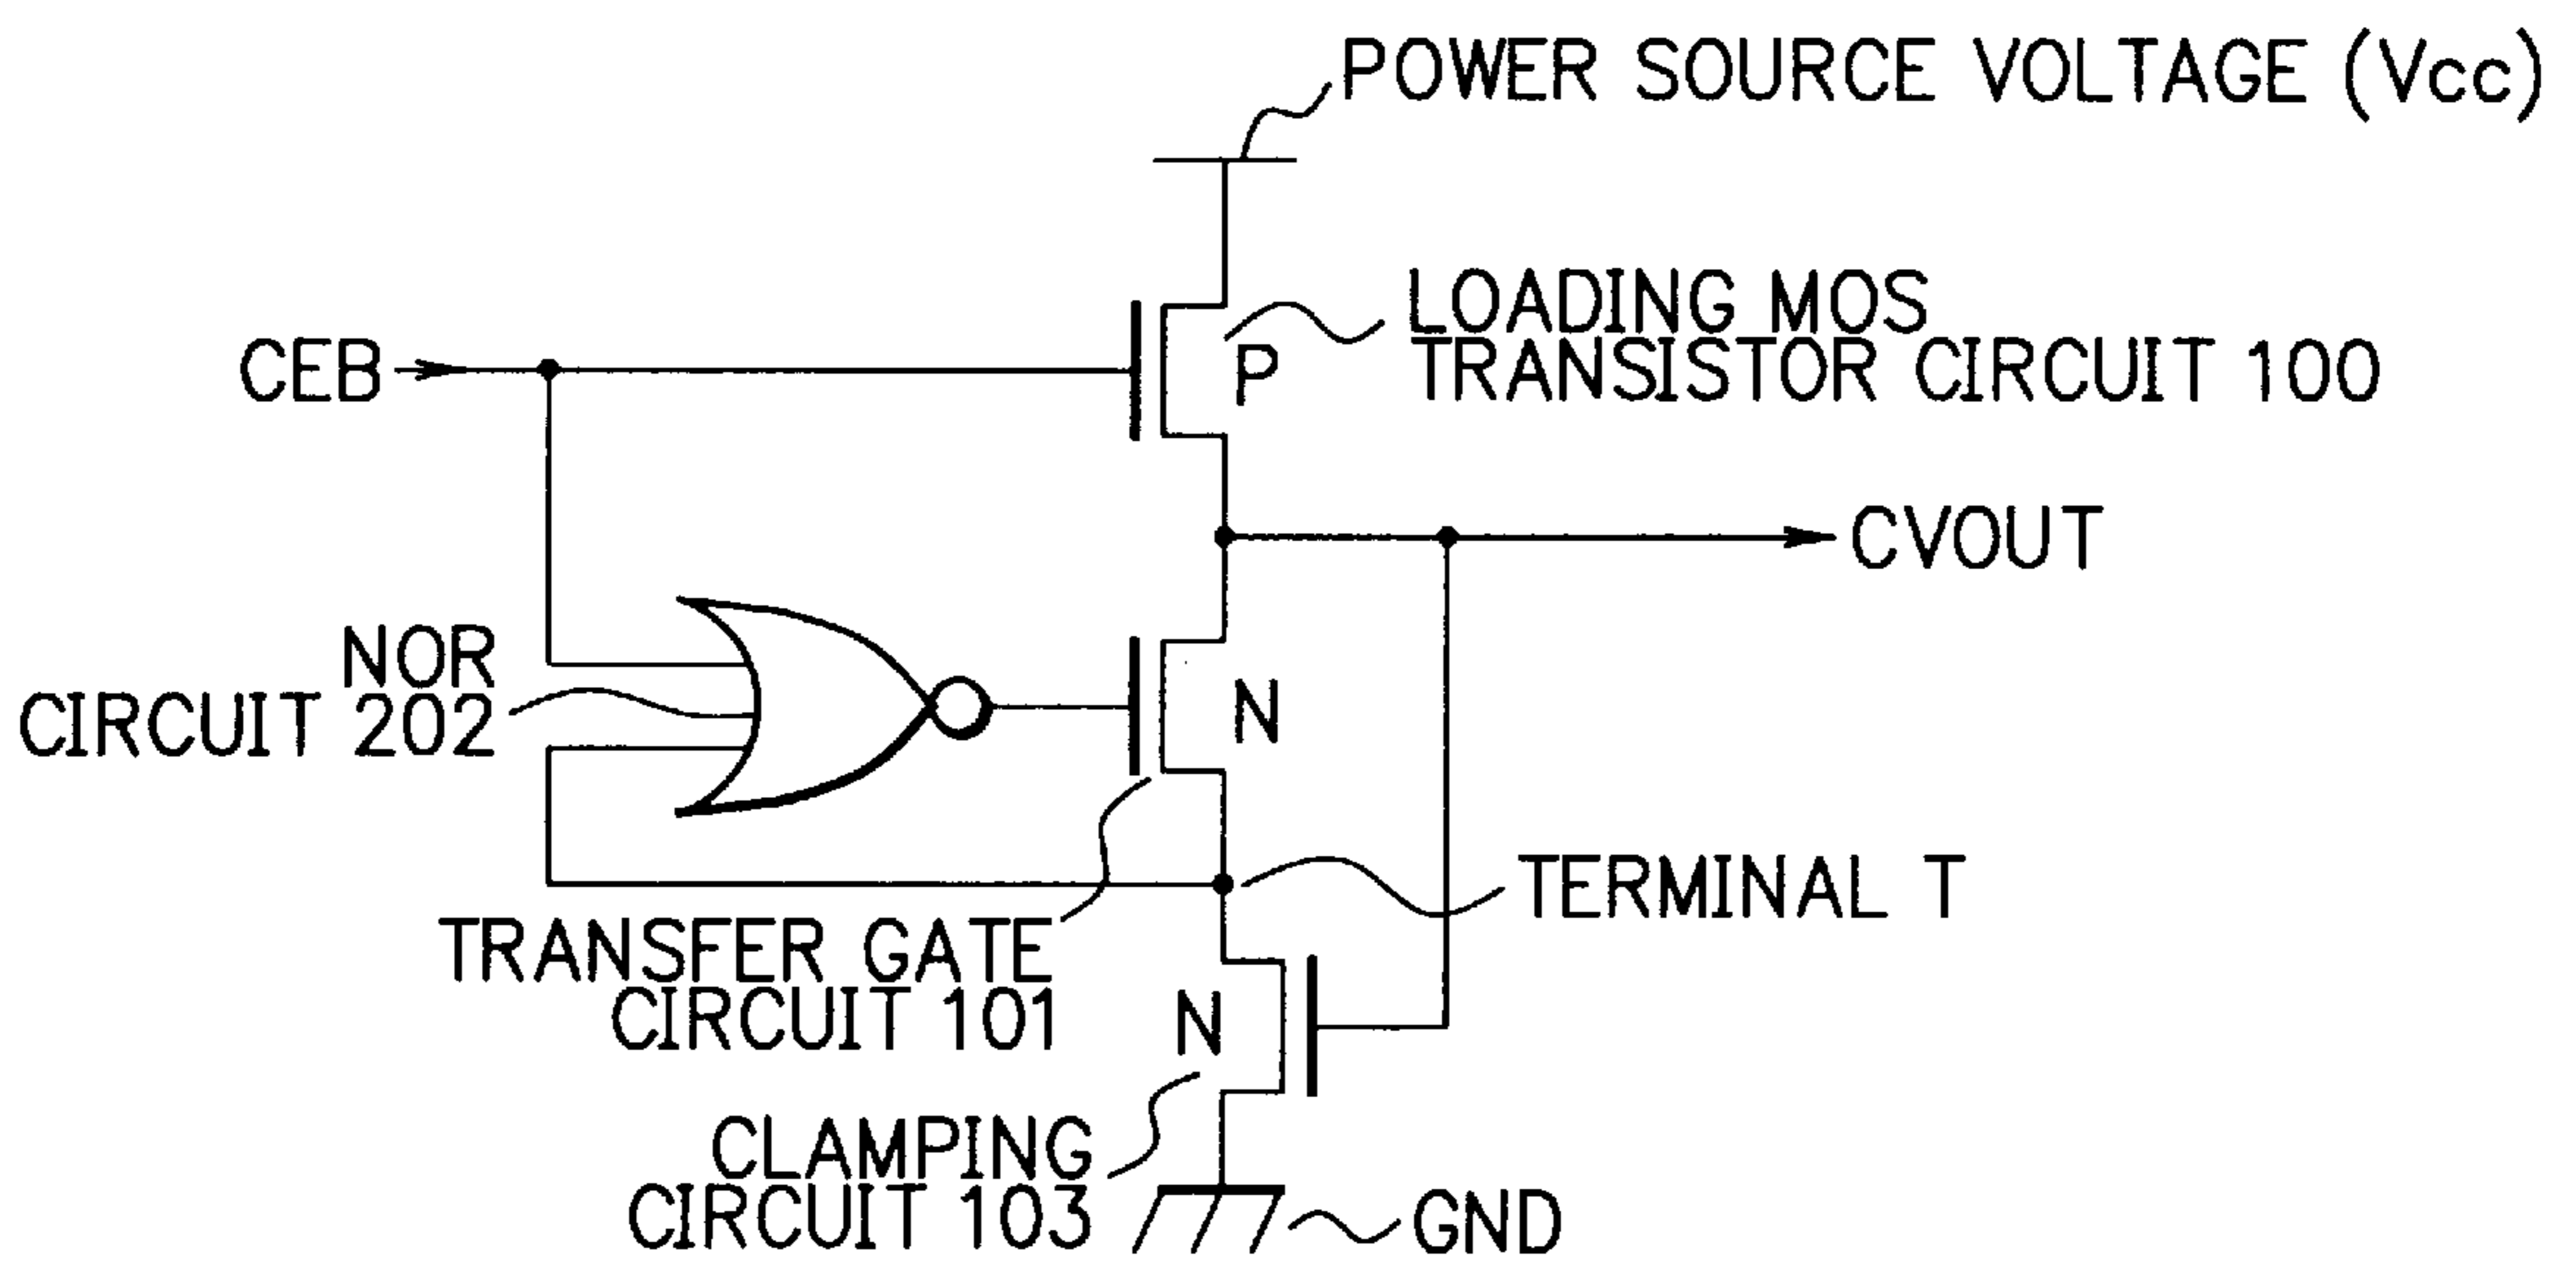 POWER SOURCE VOLTAGE (Vcc)
LOADING MOS
TRANSISTOR CIRCUIT 100
CEB
P
CVOUT
NOR
CIRCUIT 202
N
TERMINAL T
TRANSFER GATE
CIRCUIT 101
N
CLAMPING
CIRCUIT 103
GND